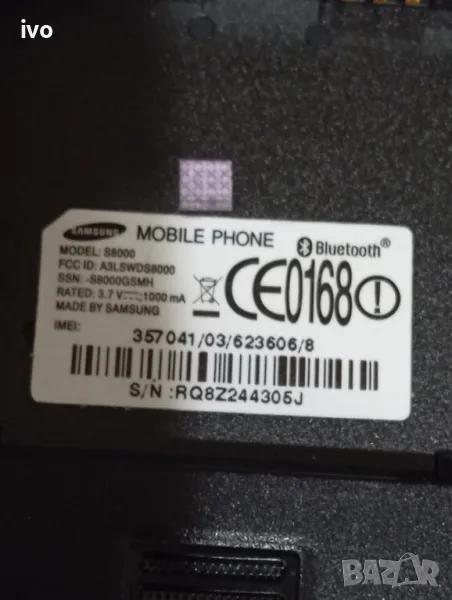 ivo
SAMSUNG MOBILE PHONE Bluetooth®
MODEL: S8000
FCC ID: A3LSWDS8000
SSN: -S8000GSMH
RATED: 3.7 V⎓; 1000 mA
MADE BY SAMSUNG
CE0168
IMEI:
357041/03/623606/8
S/N :RQ8Z244305J
BAZAR